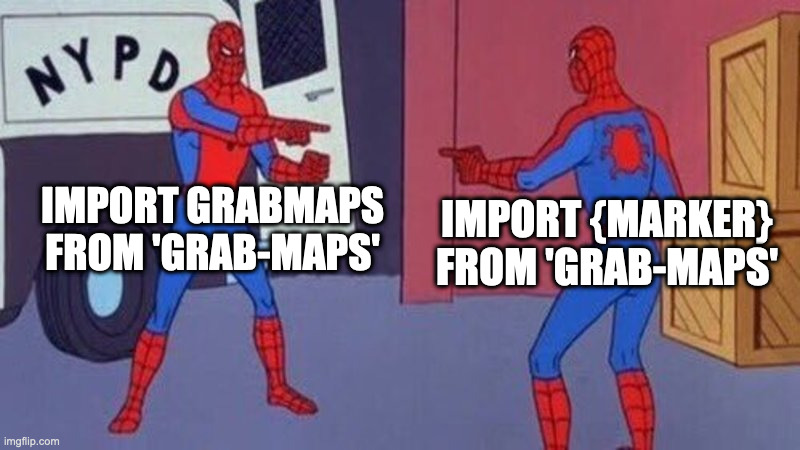 NYPD
IMPORT GRABMAPS
FROM 'GRAB-MAPS'
IMPORT {MARKER}
FROM 'GRAB-MAPS'
imgflip.com